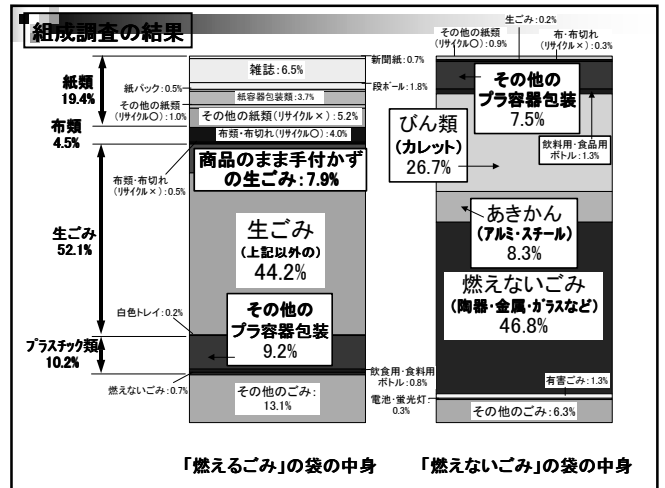 組成調査の結果
紙類
19.4%
布類
4.5%
生ごみ
52.1%
プラスチック類
10.2%
雑誌:6.5%
新聞紙:0.7%
紙パック:0.5%
段ボール:1.8%
紙容器包装類:3.7%
その他の紙類
(リサイクル○):1.0%
その他の紙類(リサイクル×):5.2%
布類・布切れ(リサイクル○):4.0%
商品のまま手付かず
の生ごみ:7.9%
布類・布切れ
(リサイクル×):0.5%
生ごみ
(上記以外の)
44.2%
白色トレイ:0.2%
その他の
プラ容器包装
9.2%
飲食用・食料用
ボトル:0.8%
燃えないごみ:0.7%
その他のごみ:
13.1%
電池・蛍光灯:
0.3%
「燃えるごみ」の袋の中身
生ごみ:0.2%
その他の紙類
(リサイクル○):0.9%
布・布切れ
(リサイクル×):0.3%
その他の
プラ容器包装
7.5%
飲料用・食品用
ボトル:1.3%
びん類
(カレット)
26.7%
あきかん
(アルミ・スチール)
8.3%
燃えないごみ
(陶器・金属・ガラスなど)
46.8%
有害ごみ:1.3%
その他のごみ:6.3%
「燃えないごみ」の袋の中身